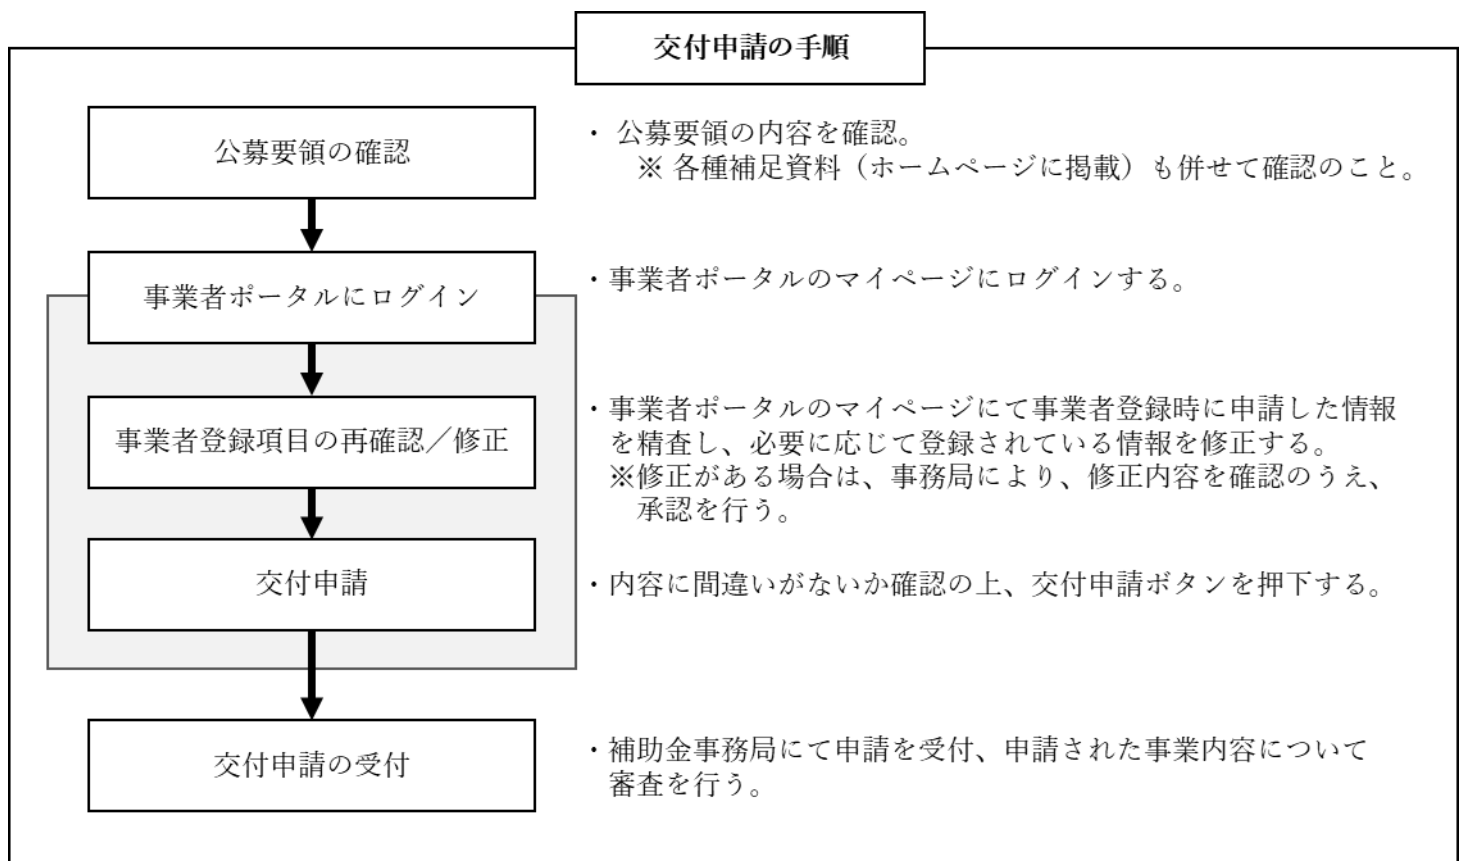 交付申請の手順
公募要領の確認
・ 公募要領の内容を確認。
※ 各種補足資料（ホームページに掲載）も併せて確認のこと。
事業者ポータルにログイン
・事業者ポータルのマイページにログインする。
事業者登録項目の再確認／修正
・事業者ポータルのマイページにて事業者登録時に申請した情報
を精査し、必要に応じて登録されている情報を修正する。
※修正がある場合は、事務局により、修正内容を確認のうえ、
承認を行う。
交付申請
・内容に間違いがないか確認の上、交付申請ボタンを押下する。
交付申請の受付
・補助金事務局にて申請を受付、申請された事業内容について
審査を行う。